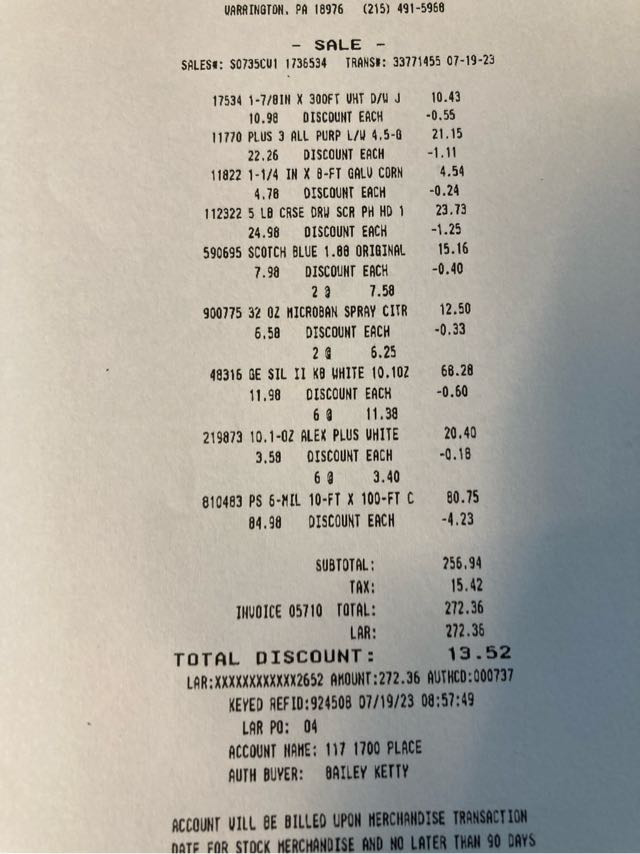 WARRINGTON, PA 18976 (215) 491-5968
- SALE -
SALES#: S0735CW1 1736534 TRANS#: 33771455 07-19-23
17534 1-7/8IN X 300FT WHT D/W J 10.43
10.98 DISCOUNT EACH -0.55
11770 PLUS 3 ALL PURP L/W 4.5-G 21.15
22.26 DISCOUNT EACH -1.11
11822 1-1/4 IN X 8-FT GALV CORN 4.54
4.78 DISCOUNT EACH -0.24
112322 5 LB CRSE DRW SCR PH HD 1 23.73
24.98 DISCOUNT EACH -1.25
590695 SCOTCH BLUE 1.88 ORIGINAL 15.16
7.98 DISCOUNT EACH -0.40
2 @ 7.58
900775 32 OZ MICROBAN SPRAY CITR 12.50
6.58 DISCOUNT EACH -0.33
2 @ 6.25
48316 GE SIL II KB WHITE 10.1OZ 68.28
11.98 DISCOUNT EACH -0.60
6 @ 11.38
219873 10.1-OZ ALEX PLUS WHITE 20.40
3.58 DISCOUNT EACH -0.18
6 @ 3.40
810483 PS 6-MIL 10-FT X 100-FT C 80.75
84.98 DISCOUNT EACH -4.23
SUBTOTAL: 256.94
TAX: 15.42
INVOICE 05710 TOTAL: 272.36
LAR: 272.36
TOTAL DISCOUNT: 13.52
LAR:XXXXXXXXXXXX2652 AMOUNT:272.36 AUTHCD:000737
KEYED REFID:924508 07/19/23 08:57:49
LAR PO: 04
ACCOUNT NAME: 117 1700 PLACE
AUTH BUYER: BAILEY KETTY
ACCOUNT WILL BE BILLED UPON MERCHANDISE TRANSACTION
DATE FOR STOCK MERCHANDISE AND NO LATER THAN 90 DAYS